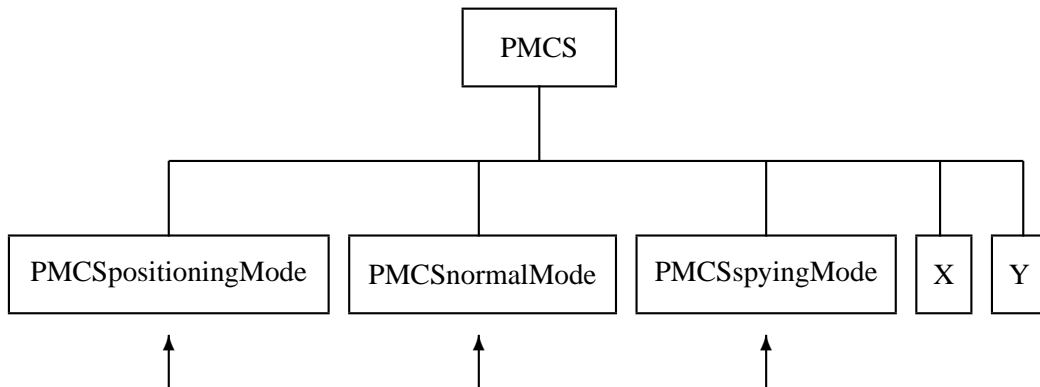 PMCS
PMCSpositioningMode
PMCSnormalMode
PMCSspyingMode
X
Y